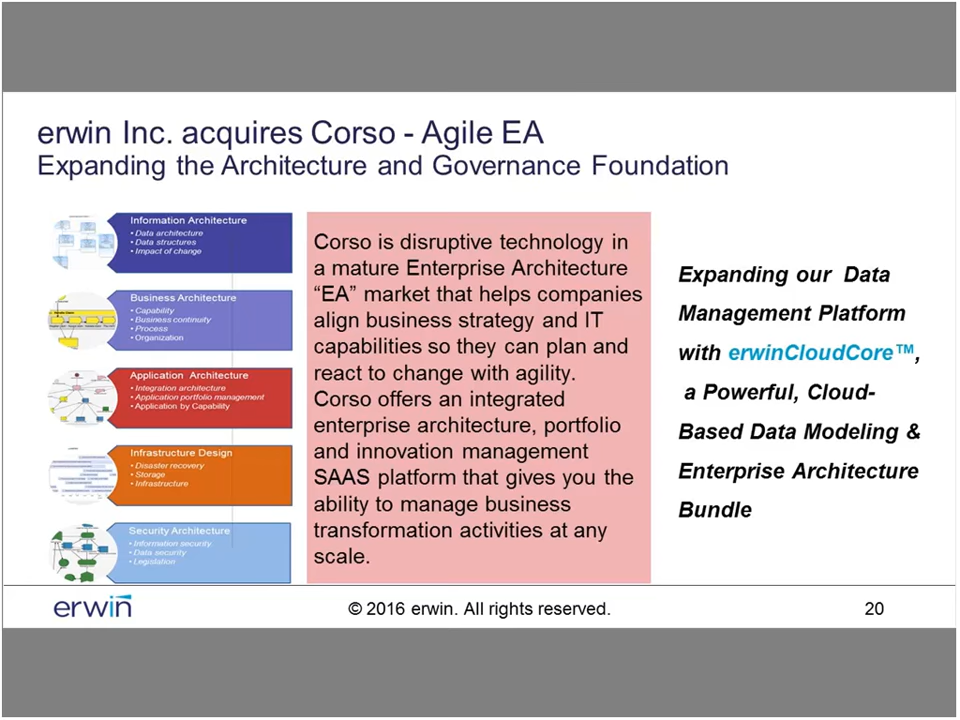 erwin Inc. acquires Corso - Agile EA
Expanding the Architecture and Governance Foundation
Information Architecture
• Data architecture
• Data structures
• Impact of change
Business Architecture
• Capability
• Business continuity
• Process
• Organization
Application Architecture
• Integration architecture
• Application portfolio management
• Application by Capability
Infrastructure Design
• Disaster recovery
• Storage
• Infrastructure
Security Architecture
• Information security
• Data security
• Legislation
Corso is disruptive technology in
a mature Enterprise Architecture
“EA” market that helps companies
align business strategy and IT
capabilities so they can plan and
react to change with agility.
Corso offers an integrated
enterprise architecture, portfolio
and innovation management
SAAS platform that gives you the
ability to manage business
transformation activities at any
scale.
Expanding our Data
Management Platform
with erwinCloudCore™,
a Powerful, Cloud-
Based Data Modeling &
Enterprise Architecture
Bundle
erwin
© 2016 erwin. All rights reserved.
20